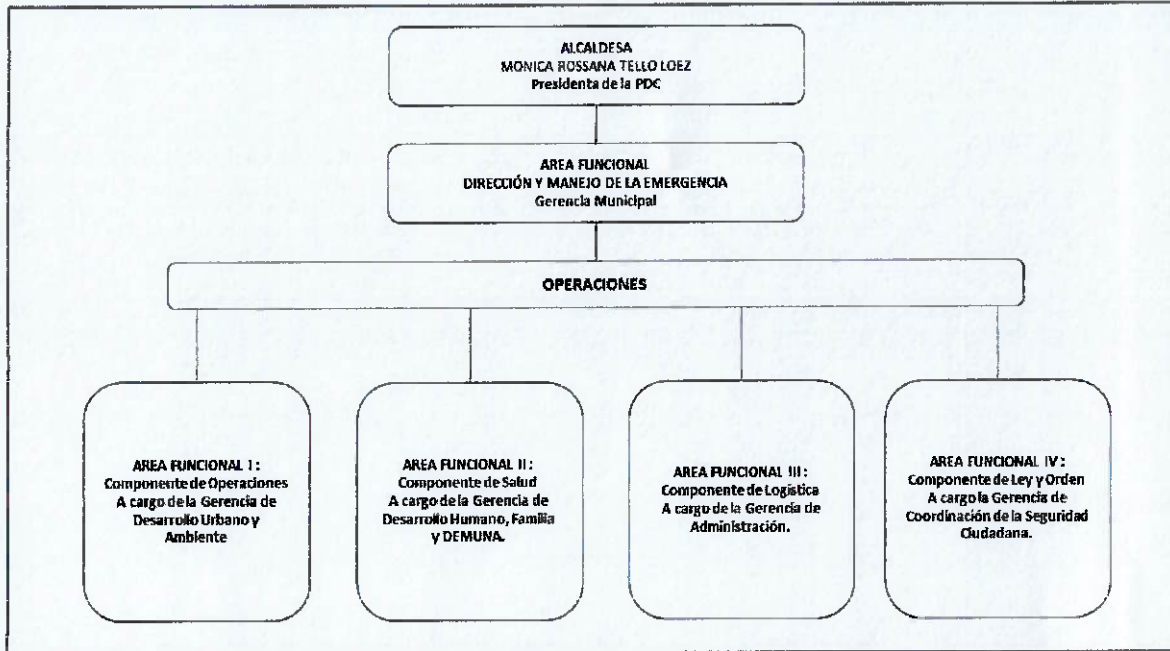 ALCALDESA
MONICA ROSSANA TELLO LOEZ
Presidenta de la PDC
AREA FUNCIONAL
DIRECCIÓN Y MANEJO DE LA EMERGENCIA
Gerencia Municipal
OPERACIONES
AREA FUNCIONAL I :
Componente de Operaciones
A cargo de la Gerencia de
Desarrollo Urbano y
Ambiente
AREA FUNCIONAL II :
Componente de Salud
A cargo de la Gerencia de
Desarrollo Humano, Familia
y DEMUNA.
AREA FUNCIONAL III :
Componente de Logística
A cargo de la Gerencia de
Administración.
AREA FUNCIONAL IV :
Componente de Ley y Orden
A cargo la Gerencia de
Coordinación de la Seguridad
Ciudadana.